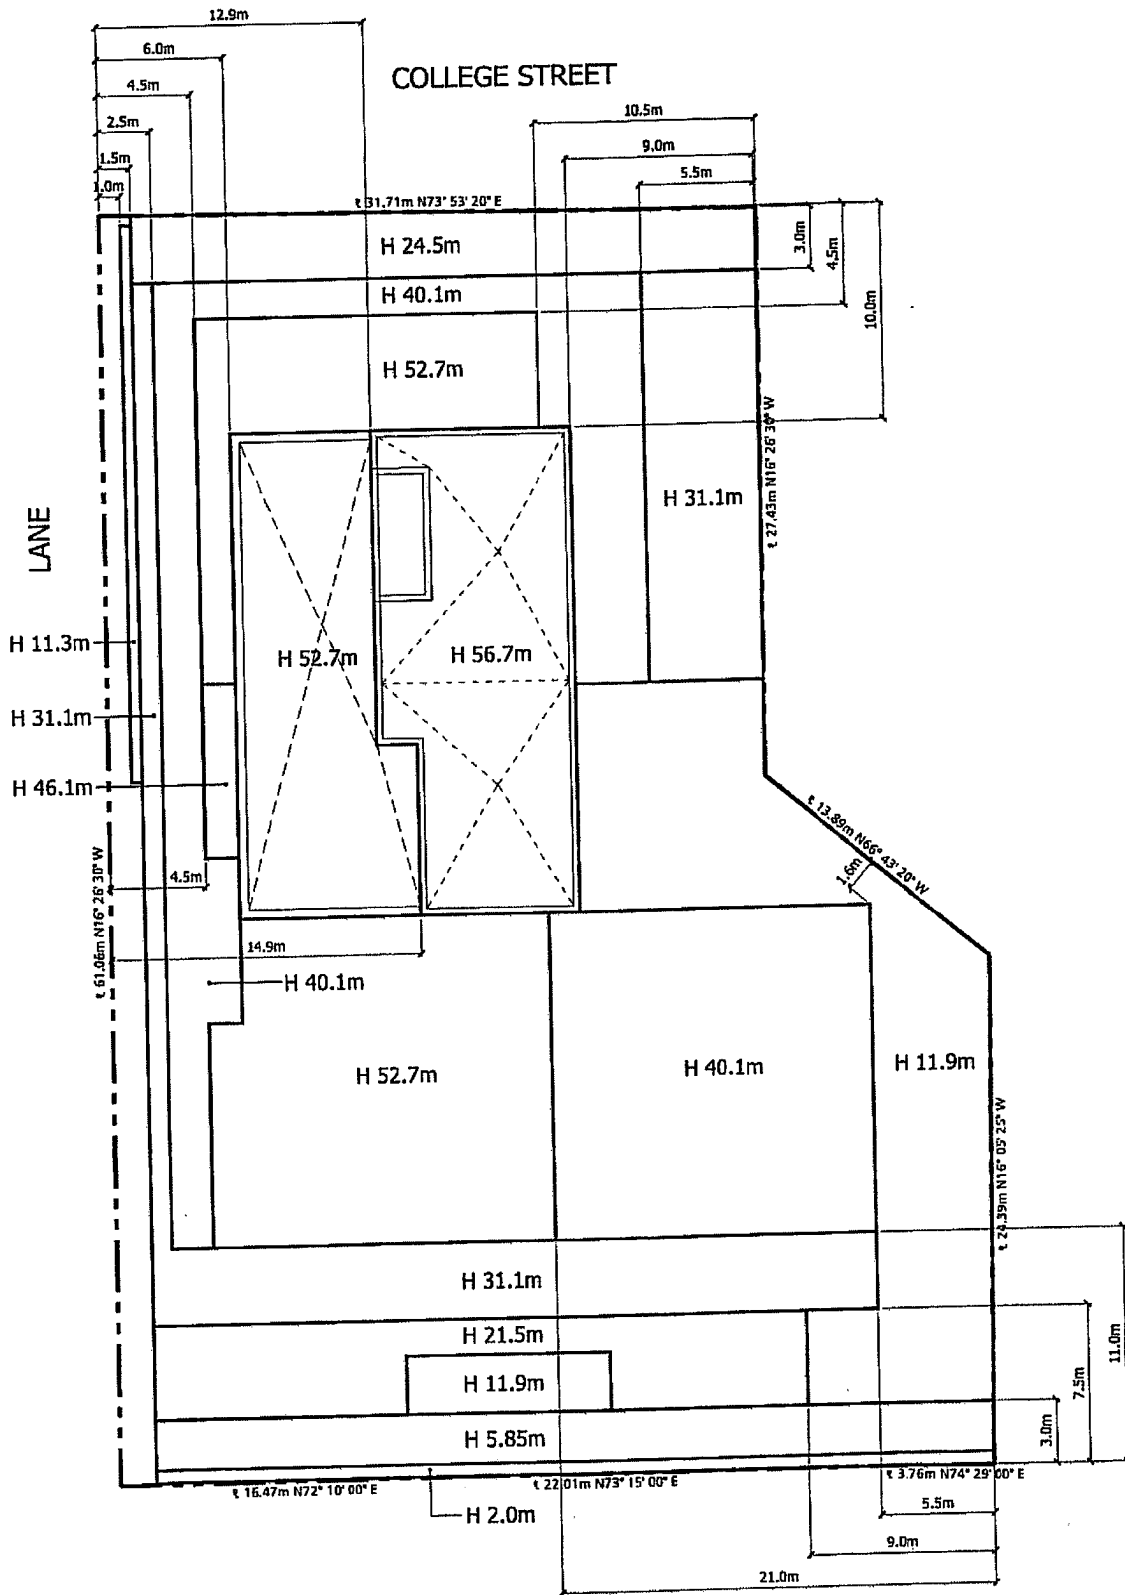 12.9m
6.0m
COLLEGE STREET
4.5m
10.5m
2.5m
9.0m
1.5m
5.5m
1.0m
℄ 31.71m N73° 53' 20" E
H 24.5m
3.0m
4.5m
H 40.1m
10.0m
H 52.7m
℄ 27.43m N16° 26' 30" W
H 31.1m
LANE
H 11.3m
H 52.7m
H 56.7m
H 31.1m
H 46.1m
℄ 13.89m N66° 43' 20" W
1.6m
4.5m
℄ 61.06m N16° 26' 30" W
14.9m
H 40.1m
H 52.7m
H 40.1m
H 11.9m
℄ 24.39m N16° 05' 25" W
H 31.1m
H 21.5m
11.0m
H 11.9m
7.5m
H 5.85m
3.0m
℄ 16.47m N72° 10' 00" E
℄ 22.01m N73° 15' 00" E
℄ 3.76m N74° 29' 00" E
H 2.0m
5.5m
9.0m
21.0m